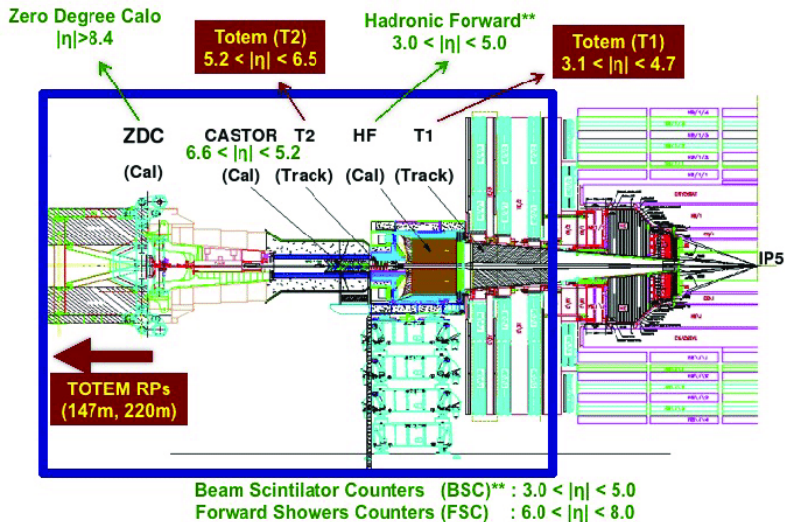 Zero Degree Calo
|η|>8.4
Totem (T2)
5.2 < |η| < 6.5
Hadronic Forward**
3.0 < |η| < 5.0
Totem (T1)
3.1 < |η| < 4.7
ZDC
(Cal)
CASTOR
6.6 < |η| < 5.2
(Cal)
T2
(Track)
HF
(Cal)
T1
(Track)
IP5
TOTEM RPs
(147m, 220m)
Beam Scintilator Counters (BSC)** : 3.0 < |η| < 5.0
Forward Showers Counters (FSC) : 6.0 < |η| < 8.0